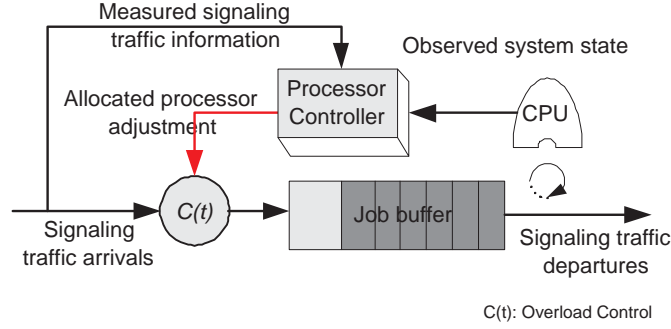 Measured signaling
traffic information
Observed system state
Processor
Controller
CPU
Allocated processor
adjustment
C(t)
Job buffer
Signaling
traffic arrivals
Signaling traffic
departures
C(t): Overload Control